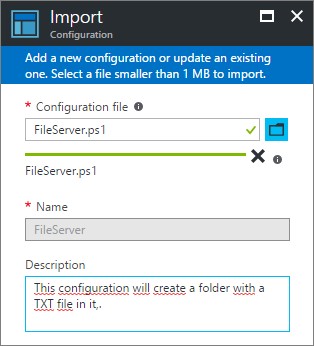 Import
Configuration
Add a new configuration or update an existing
one. Select a file smaller than 1 MB to import.
* Configuration file
FileServer.ps1
FileServer.ps1
* Name
FileServer
Description
This configuration will create a folder with a
TXT file in it,.